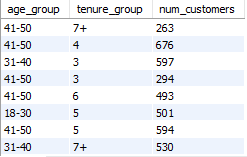 age_group tenure_group num_customers
41-50 7+ 263
41-50 4 676
31-40 3 597
41-50 3 294
41-50 6 493
18-30 5 501
41-50 5 594
31-40 7+ 530